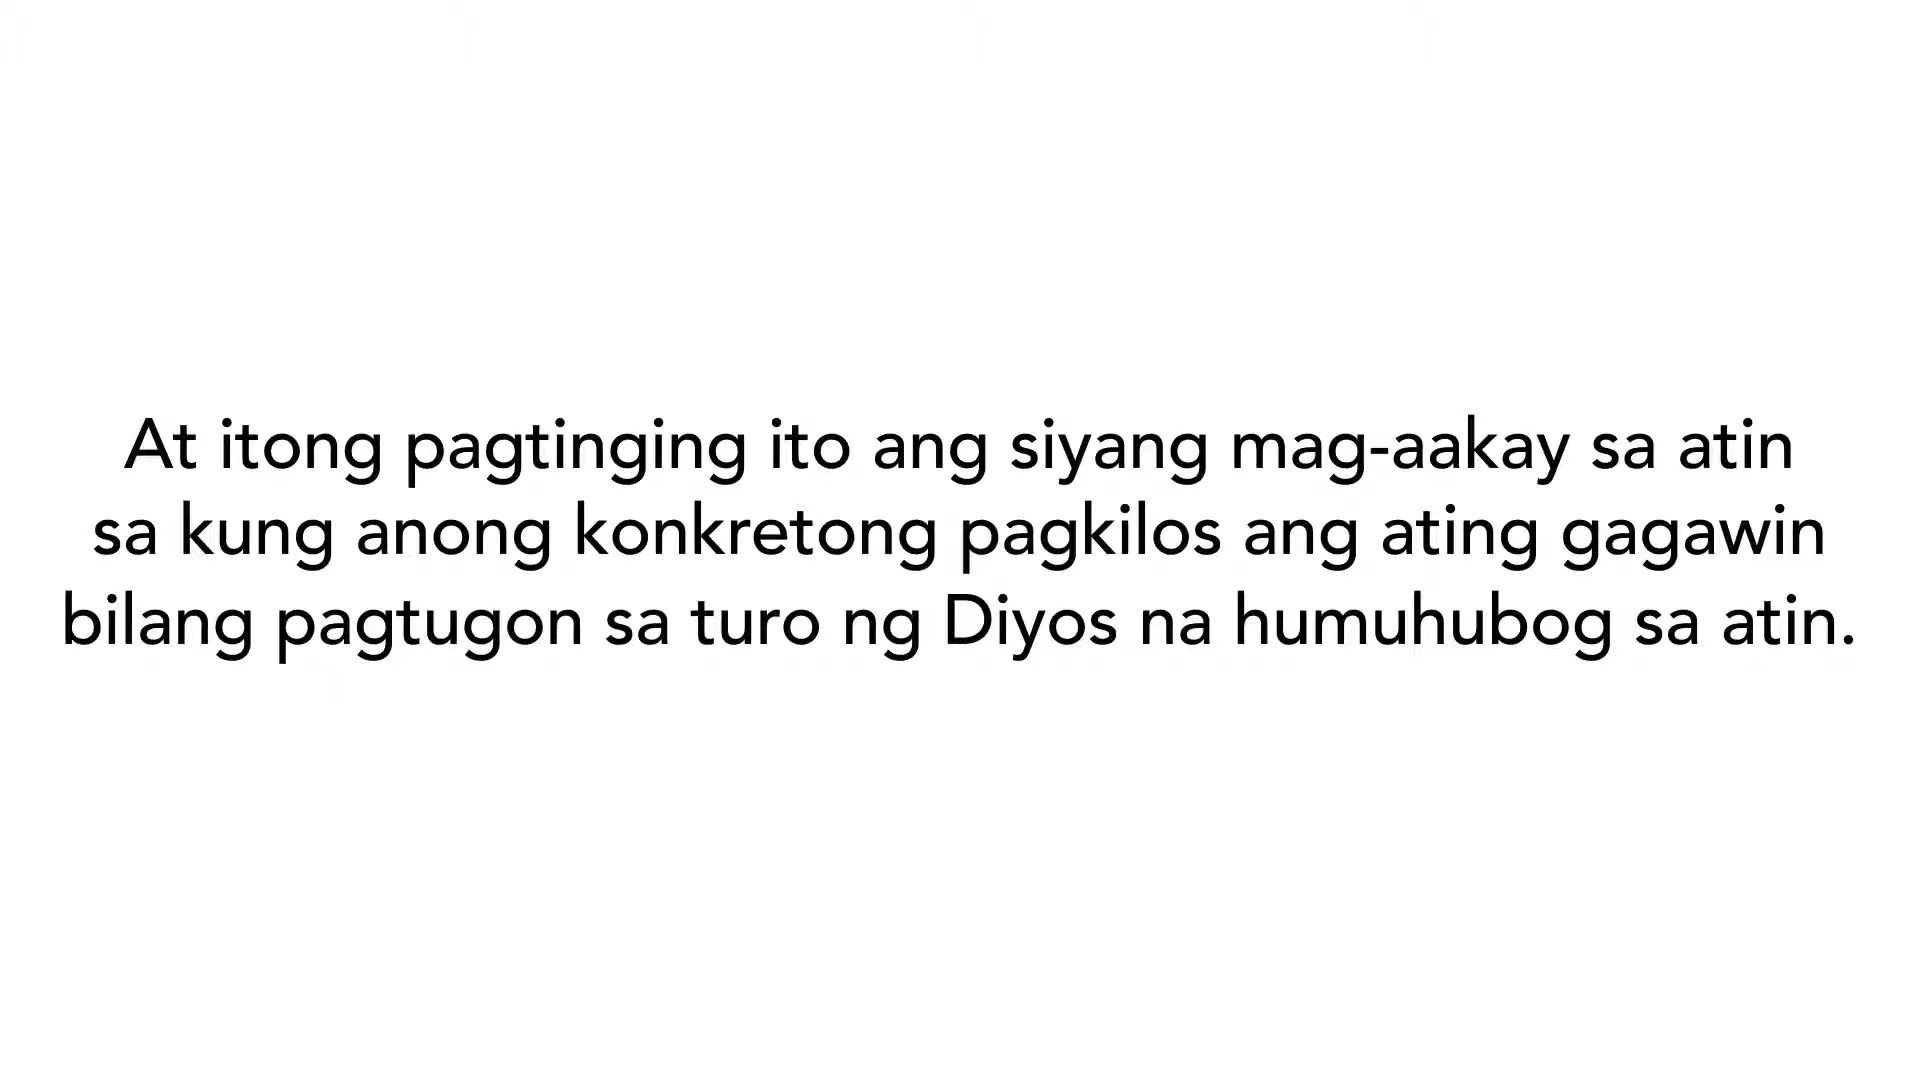 At itong pagtinging ito ang siyang mag-aakay sa atin
sa kung anong konkretong pagkilos ang ating gagawin
bilang pagtugon sa turo ng Diyos na humuhubog sa atin.